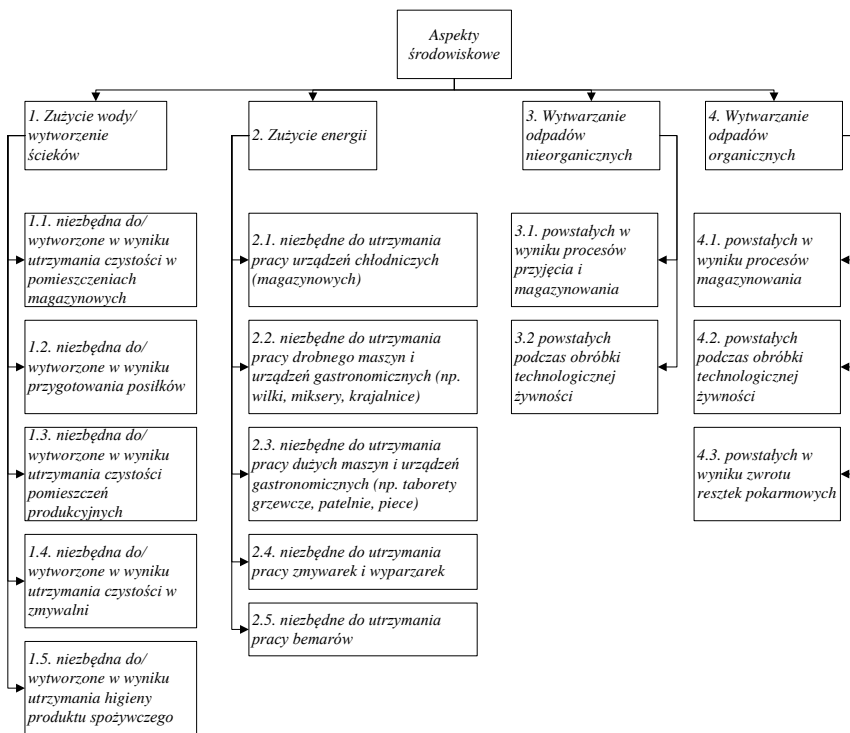 Aspekty
środowiskowe
1. Zużycie wody/
wytworzenie
ścieków
2. Zużycie energii
3. Wytwarzanie
odpadów
nieorganicznych
4. Wytwarzanie
odpadów
organicznych
1.1. niezbędna do/
wytworzone w wyniku
utrzymania czystości w
pomieszczeniach
magazynowych
1.2. niezbędna do/
wytworzone w wyniku
przygotowania posiłków
1.3. niezbędna do/
wytworzone w wyniku
utrzymania czystości
pomieszczeń
produkcyjnych
1.4. niezbędna do/
wytworzone w wyniku
utrzymania czystości w
zmywalni
1.5. niezbędna do/
wytworzone w wyniku
utrzymania higieny
produktu spożywczego
2.1. niezbędne do utrzymania
pracy urządzeń chłodniczych
(magazynowych)
2.2. niezbędne do utrzymania
pracy drobnego maszyn i
urządzeń gastronomicznych (np.
wilki, miksery, krajalnice)
2.3. niezbędne do utrzymania
pracy dużych maszyn i urządzeń
gastronomicznych (np. taborety
grzewcze, patelnie, piece)
2.4. niezbędne do utrzymania
pracy zmywarek i wyparzarek
2.5. niezbędne do utrzymania
pracy bemarów
3.1. powstałych w
wyniku procesów
przyjęcia i
magazynowania
3.2 powstałych
podczas obróbki
technologicznej
żywności
4.1. powstałych w
wyniku procesów
magazynowania
4.2. powstałych
podczas obróbki
technologicznej
żywności
4.3. powstałych w
wyniku zwrotu
resztek pokarmowych